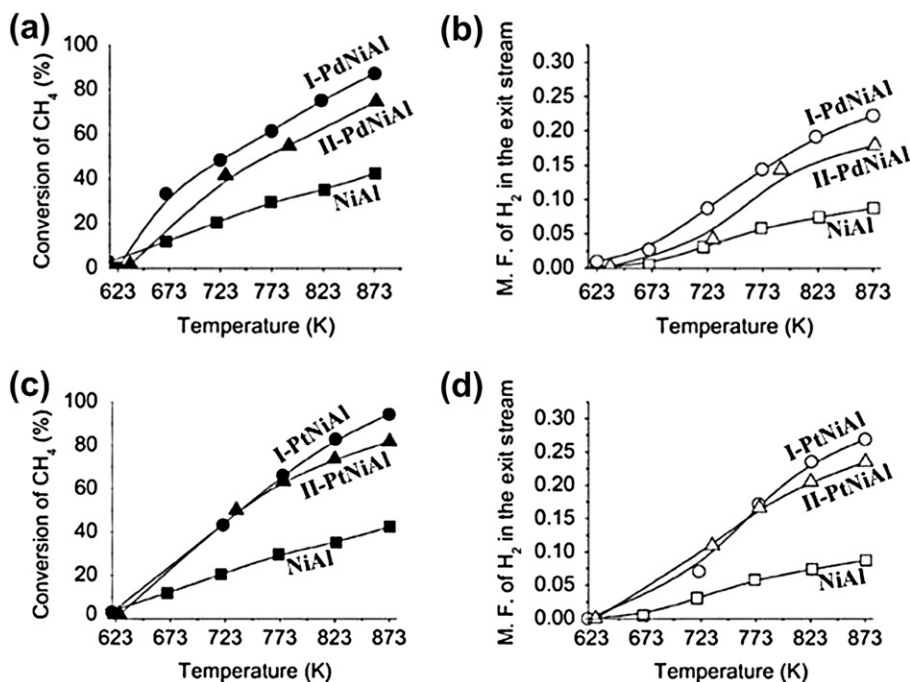 (a)
Conversion of CH4 (%)
100
80
60
40
20
0
I-PdNiAl
II-PdNiAl
NiAl
623 673 723 773 823 873
Temperature (K)
(b)
M. F. of H2 in the exit stream
0.30
0.25
0.20
0.15
0.10
0.05
0.00
I-PdNiAl
II-PdNiAl
NiAl
623 673 723 773 823 873
Temperature (K)
(c)
Conversion of CH4 (%)
100
80
60
40
20
0
I-PtNiAl
II-PtNiAl
NiAl
623 673 723 773 823 873
Temperature (K)
(d)
M. F. of H2 in the exit stream
0.30
0.25
0.20
0.15
0.10
0.05
0.00
I-PtNiAl
II-PtNiAl
NiAl
623 673 723 773 823 873
Temperature (K)